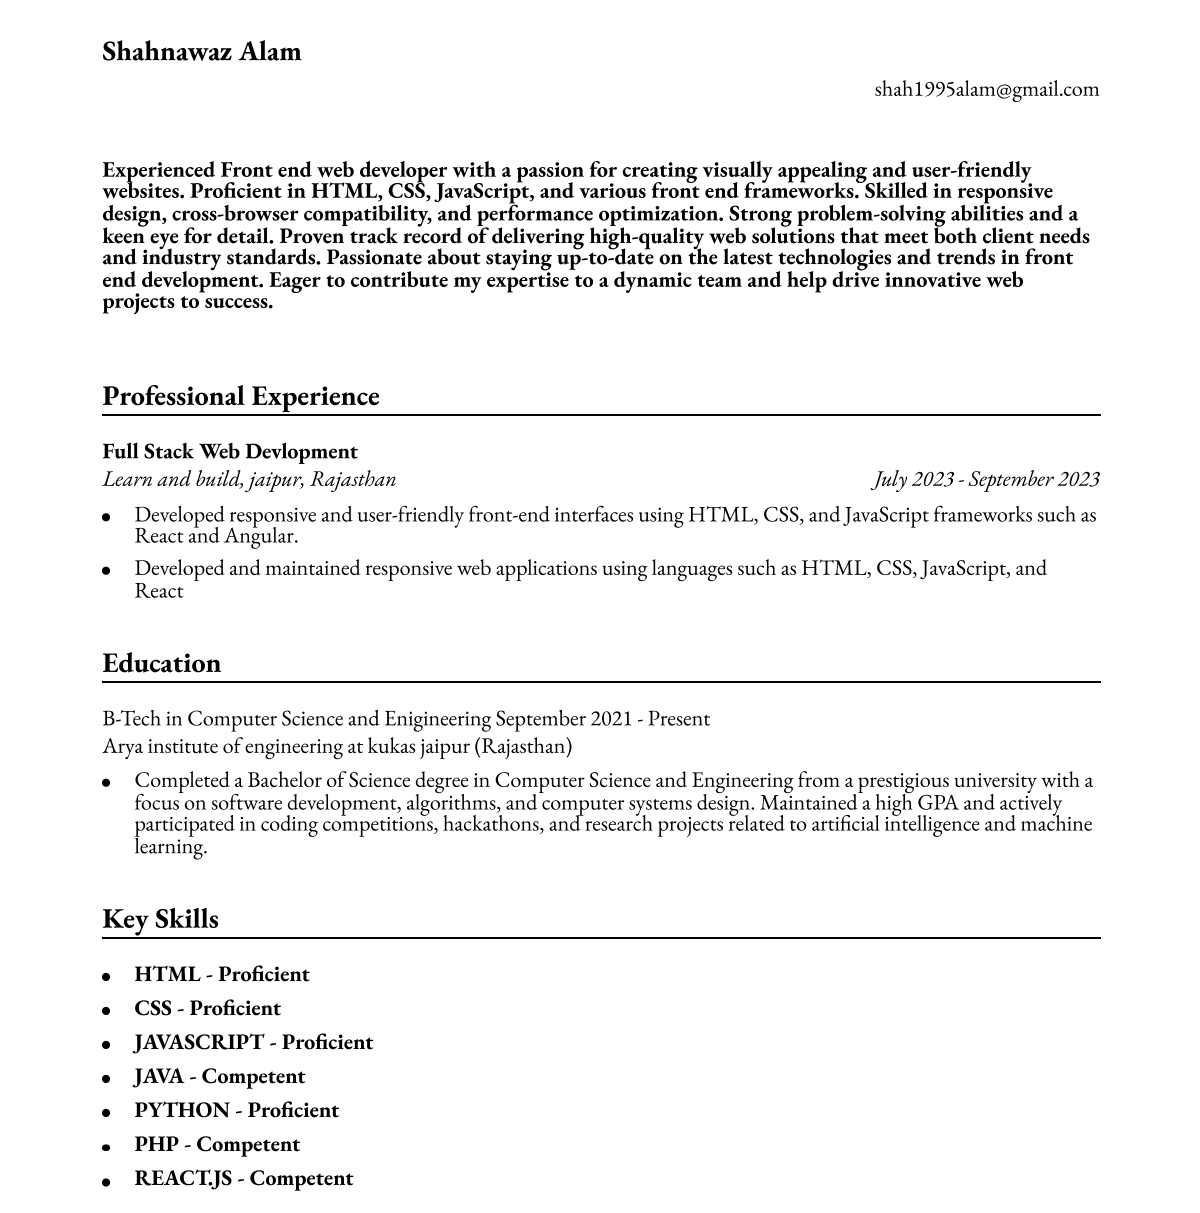 Shahnawaz Alam
shah1995alam@gmail.com
Experienced Front end web developer with a passion for creating visually appealing and user-friendly
websites. Proficient in HTML, CSS, JavaScript, and various front end frameworks. Skilled in responsive
design, cross-browser compatibility, and performance optimization. Strong problem-solving abilities and a
keen eye for detail. Proven track record of delivering high-quality web solutions that meet both client needs
and industry standards. Passionate about staying up-to-date on the latest technologies and trends in front
end development. Eager to contribute my expertise to a dynamic team and help drive innovative web
projects to success.
Professional Experience
Full Stack Web Devlopment
Learn and build, jaipur, Rajasthan July 2023 - September 2023
• Developed responsive and user-friendly front-end interfaces using HTML, CSS, and JavaScript frameworks such as
React and Angular.
• Developed and maintained responsive web applications using languages such as HTML, CSS, JavaScript, and
React
Education
B-Tech in Computer Science and Enigineering September 2021 - Present
Arya institute of engineering at kukas jaipur (Rajasthan)
• Completed a Bachelor of Science degree in Computer Science and Engineering from a prestigious university with a
focus on software development, algorithms, and computer systems design. Maintained a high GPA and actively
participated in coding competitions, hackathons, and research projects related to artificial intelligence and machine
learning.
Key Skills
• HTML - Proficient
• CSS - Proficient
• JAVASCRIPT - Proficient
• JAVA - Competent
• PYTHON - Proficient
• PHP - Competent
• REACT.JS - Competent